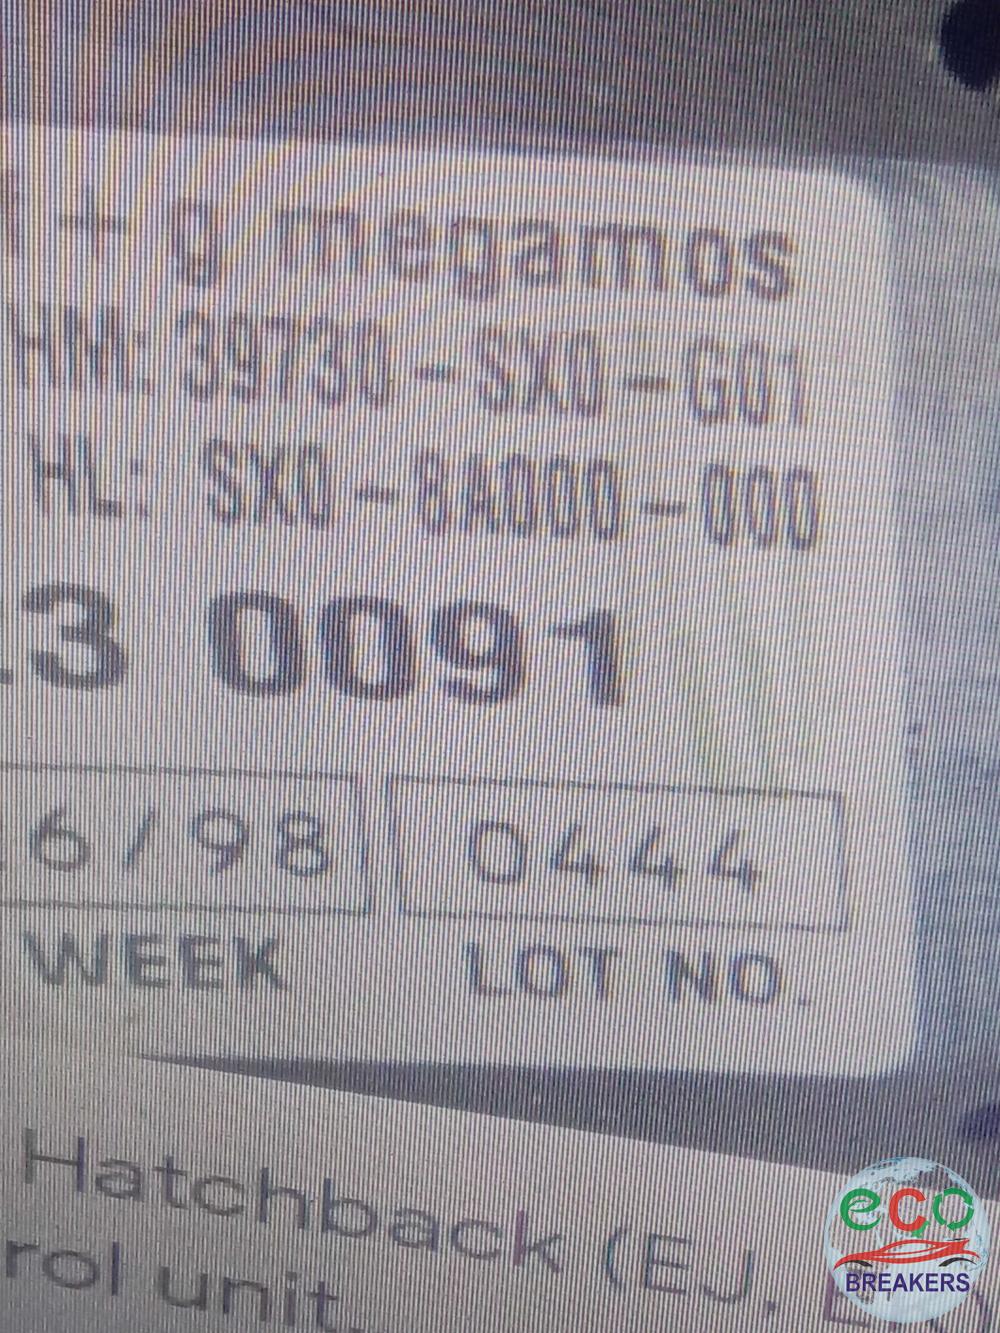 + g megamos
HM: 39730-SX0-G01
HL: SX0-8A000-000
3 0091
6/98 0444
WEEK LOT NO.
Hatchback (EJ,
rol unit
eco
BREAKERS